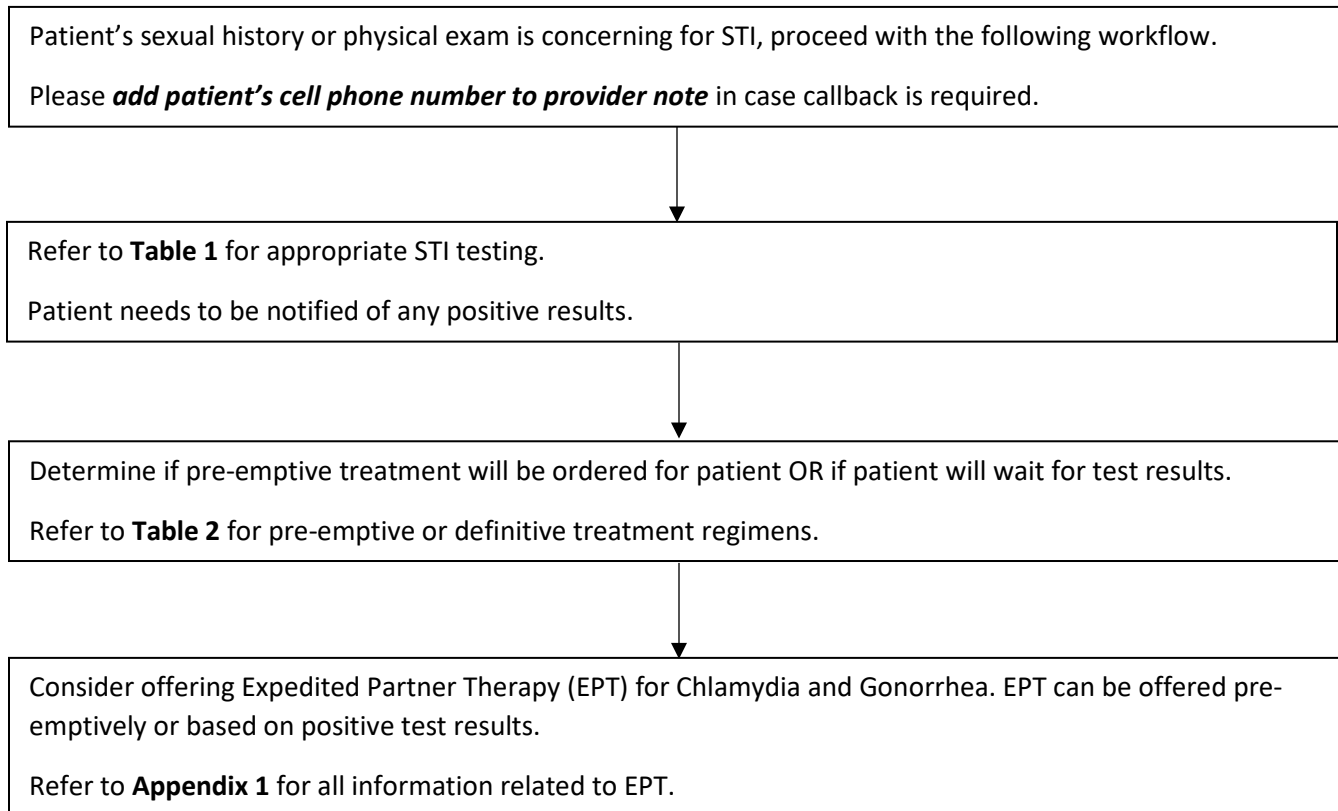 Patient’s sexual history or physical exam is concerning for STI, proceed with the following workflow.
Please add patient’s cell phone number to provider note in case callback is required.
Refer to Table 1 for appropriate STI testing.
Patient needs to be notified of any positive results.
Determine if pre-emptive treatment will be ordered for patient OR if patient will wait for test results.
Refer to Table 2 for pre-emptive or definitive treatment regimens.
Consider offering Expedited Partner Therapy (EPT) for Chlamydia and Gonorrhea. EPT can be offered pre-
emptively or based on positive test results.
Refer to Appendix 1 for all information related to EPT.